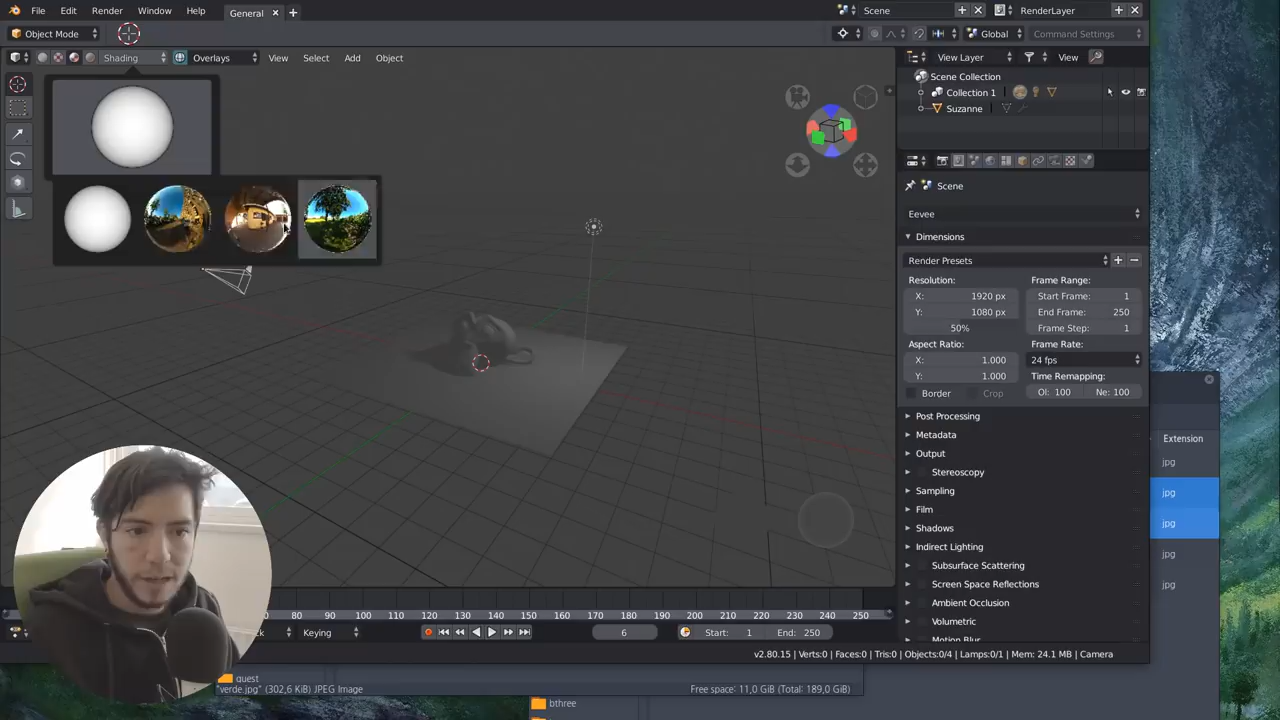 File Edit Render Window Help General Scene RenderLayer
Object Mode Global Command Settings
Shading Overlays View Select Add Object View Layer View
Scene Collection
Collection 1
Suzanne
Scene
Eevee
Dimensions
Render Presets
Resolution: Frame Range:
X: 1920 px Start Frame: 1
Y: 1080 px End Frame: 250
50% Frame Step: 1
Aspect Ratio: Frame Rate:
X: 1.000 24 fps
Y: 1.000 Time Remapping:
Border Crop Ol: 100 Ne: 100
Post Processing
Metadata
Output
Stereoscopy
Sampling
Film
Shadows
Indirect Lighting
Subsurface Scattering
Screen Space Reflections
Ambient Occlusion
Volumetric
Motion Blur
Extension
jpg
jpg
jpg
jpg
jpg
80 90 100 110 120 130 140 150 160 170 180 190 200 210 220 230 240 250
Keying 6 Start: 1 End: 250
v2.80.15 | Verts:0 | Faces:0 | Tris:0 | Objects:0/4 | Lamps:0/1 | Mem: 24.1 MB | Camera
guest
"verde.jpg" (302,6 KiB) JPEG Image Free space: 11,0 GiB (Total: 189,0 GiB)
bthree